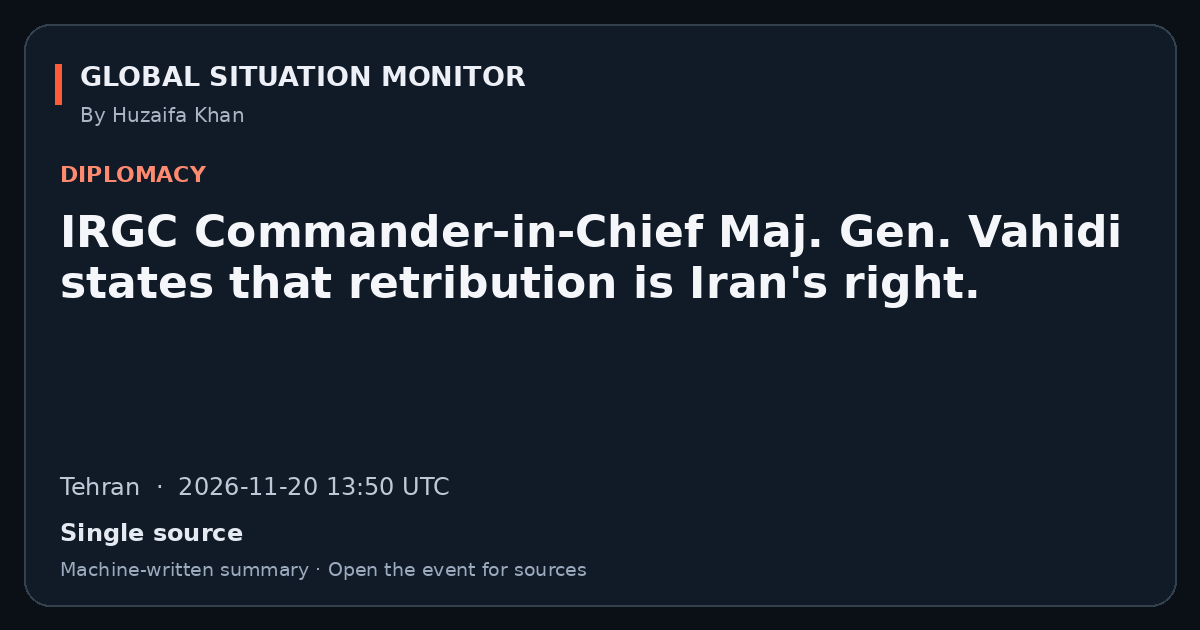 GLOBAL SITUATION MONITOR
By Huzaifa Khan
DIPLOMACY
IRGC Commander-in-Chief Maj. Gen. Vahidi
states that retribution is Iran's right.
Tehran · 2026-11-20 13:50 UTC
Single source
Machine-written summary · Open the event for sources